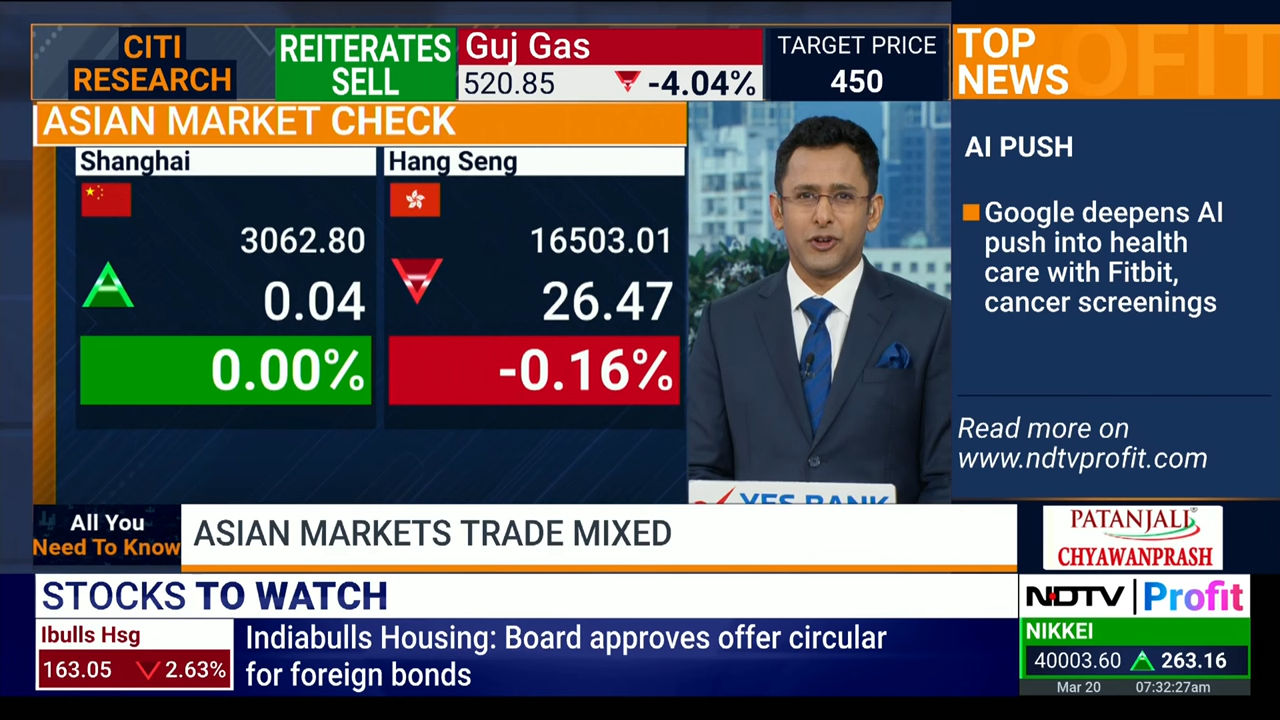 CITI
RESEARCH
REITERATES
SELL
Guj Gas
520.85 -4.04%
TARGET PRICE
450
TOP
NEWS
ASIAN MARKET CHECK
Shanghai
3062.80
0.04
0.00%
Hang Seng
16503.01
26.47
-0.16%
AI PUSH
Google deepens AI
push into health
care with Fitbit,
cancer screenings
Read more on
www.ndtvprofit.com
YES BANK
All You
Need To Know
ASIAN MARKETS TRADE MIXED
PATANJALI
CHYAWANPRASH
STOCKS TO WATCH
Ibulls Hsg
163.05 2.63%
Indiabulls Housing: Board approves offer circular
for foreign bonds
NDTV Profit
NIKKEI
40003.60 263.16
Mar 20 07:32:27am